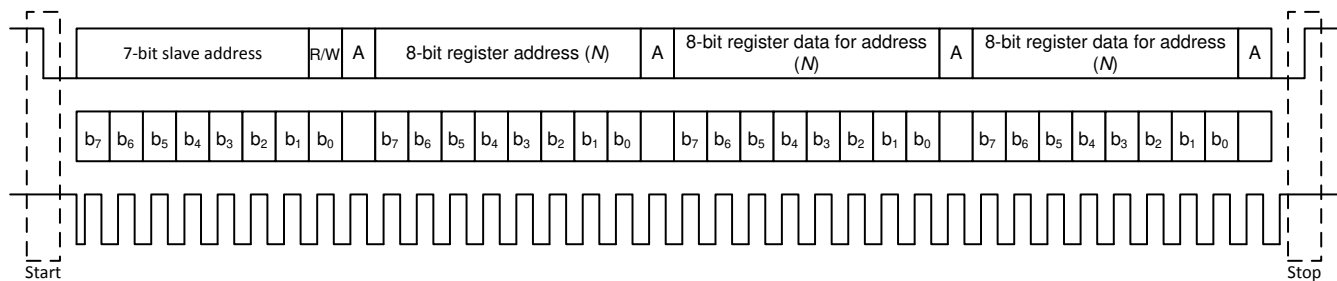 7-bit slave address R/W A 8-bit register address (N) A 8-bit register data for address (N) A 8-bit register data for address (N) A
b₇ b₆ b₅ b₄ b₃ b₂ b₁ b₀ b₇ b₆ b₅ b₄ b₃ b₂ b₁ b₀ b₇ b₆ b₅ b₄ b₃ b₂ b₁ b₀ b₇ b₆ b₅ b₄ b₃ b₂ b₁ b₀
Start Stop